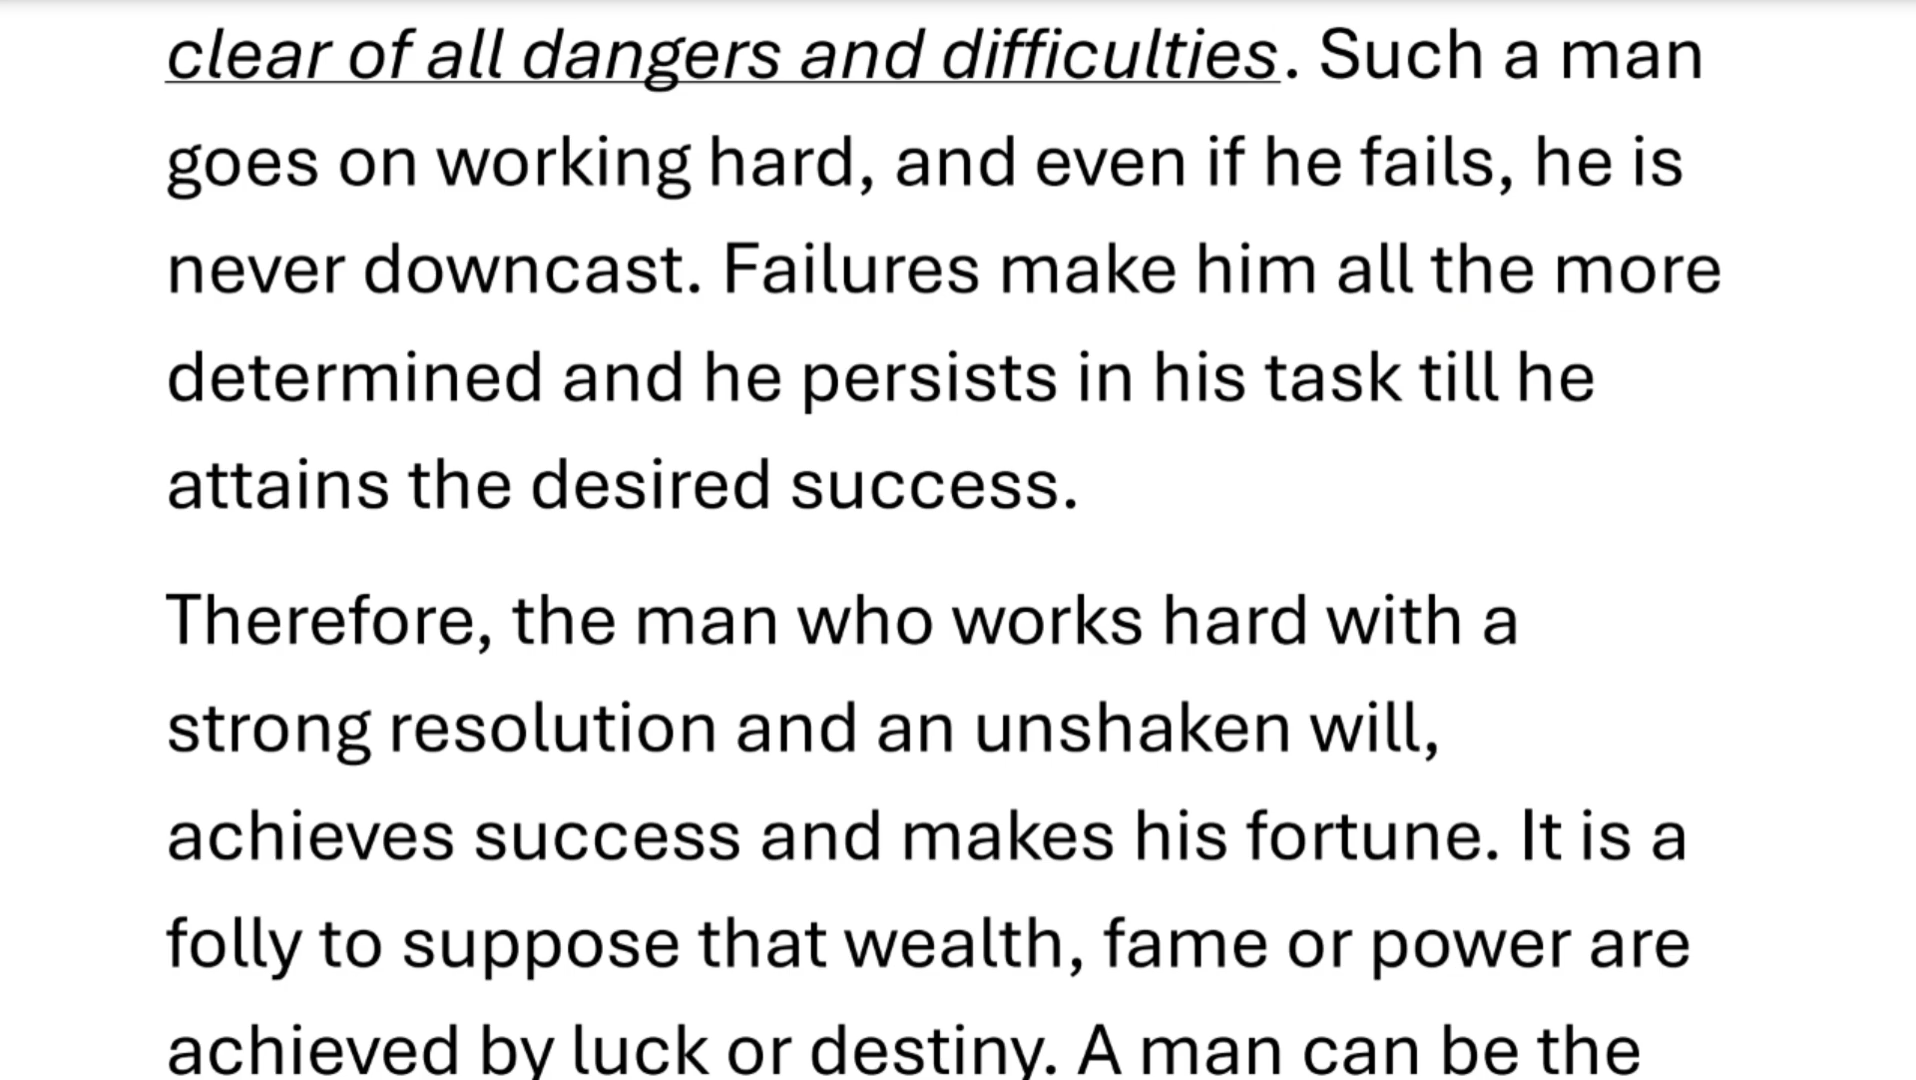 clear of all dangers and difficulties. Such a man
goes on working hard, and even if he fails, he is
never downcast. Failures make him all the more
determined and he persists in his task till he
attains the desired success.
Therefore, the man who works hard with a
strong resolution and an unshaken will,
achieves success and makes his fortune. It is a
folly to suppose that wealth, fame or power are
achieved by luck or destiny. A man can be the